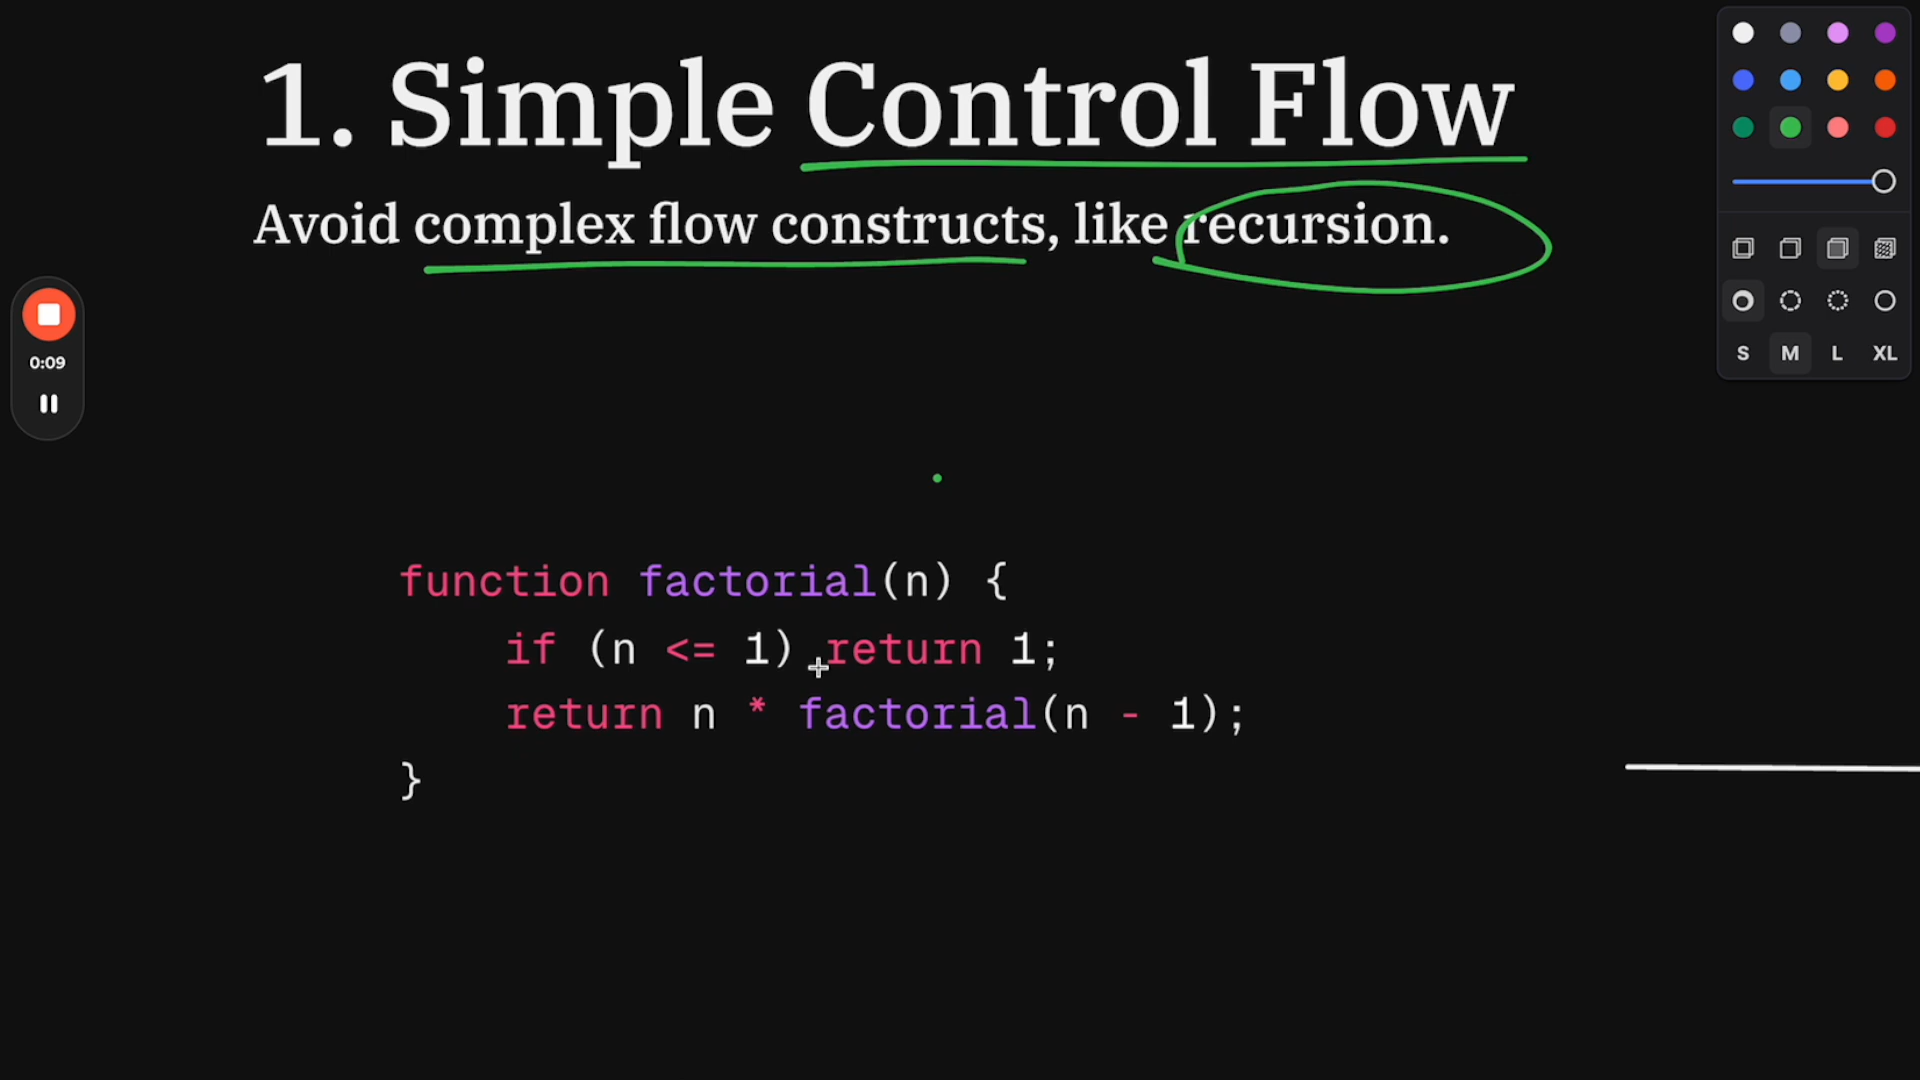 1. Simple Control Flow
Avoid complex flow constructs, like recursion.
0:09
S M L XL
function factorial(n) {
if (n <= 1) return 1;
return n * factorial(n - 1);
}